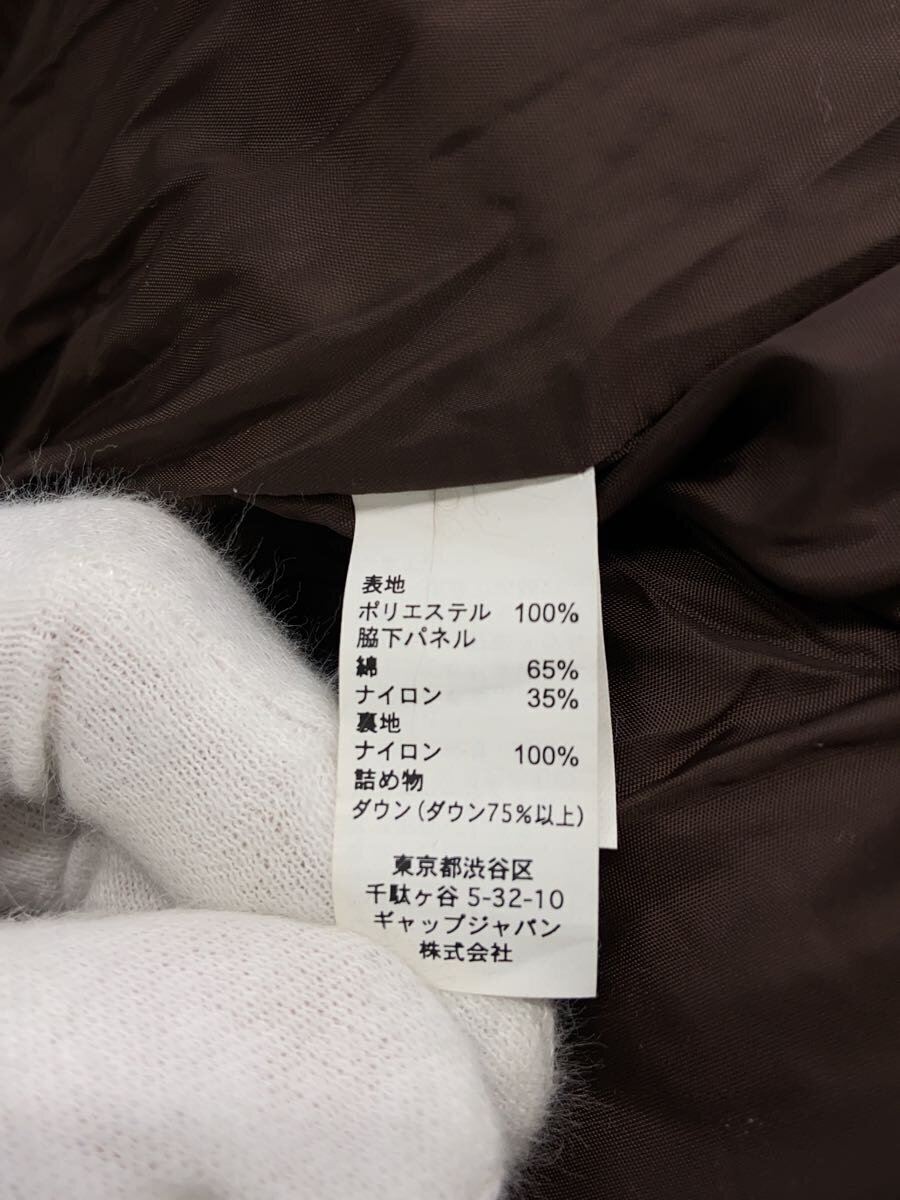 表地
ポリエステル 100%
脇下パネル
綿 65%
ナイロン 35%
裏地
ナイロン 100%
詰め物
ダウン(ダウン75%以上)
東京都渋谷区
千駄ヶ谷 5-32-10
ギャップジャパン
株式会社